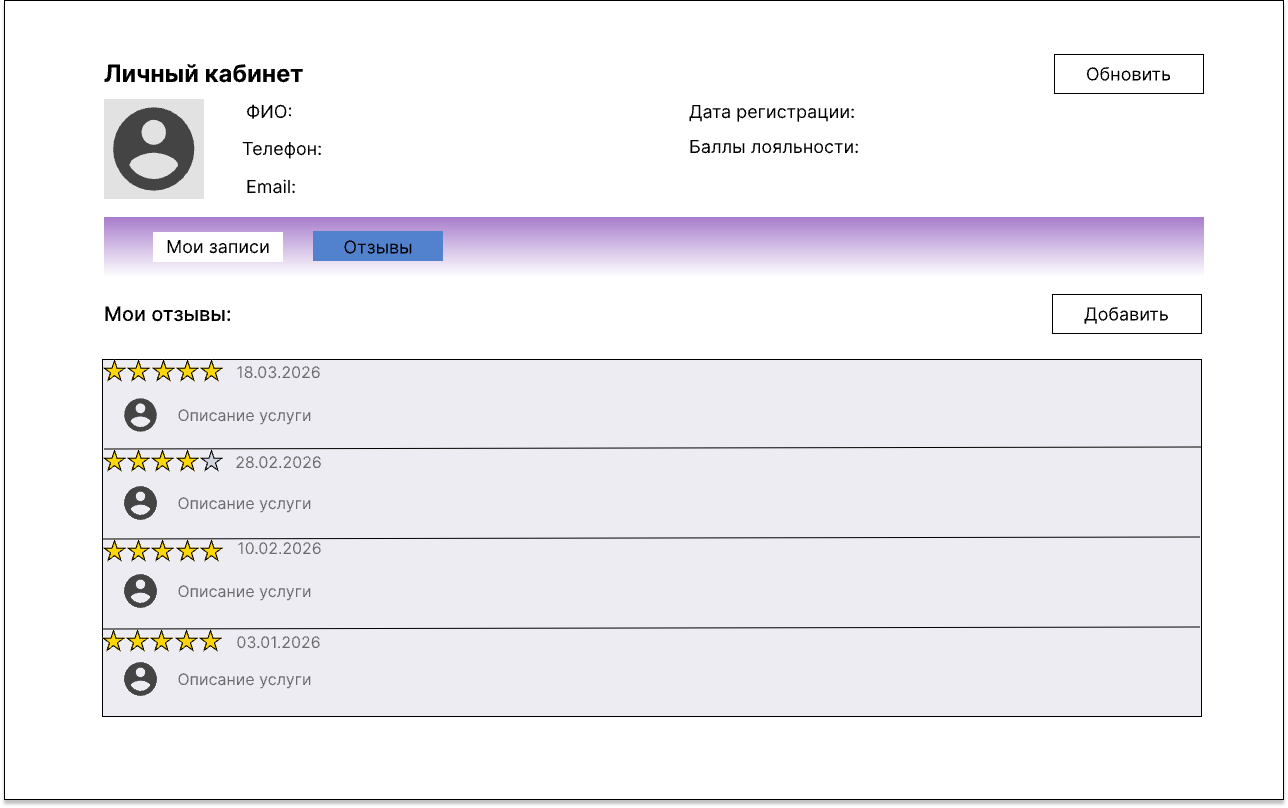 Личный кабинет
Обновить
ФИО:
Дата регистрации:
Телефон:
Баллы лояльности:
Email:
Мои записи
Отзывы
Мои отзывы:
Добавить
18.03.2026
Описание услуги
28.02.2026
Описание услуги
10.02.2026
Описание услуги
03.01.2026
Описание услуги